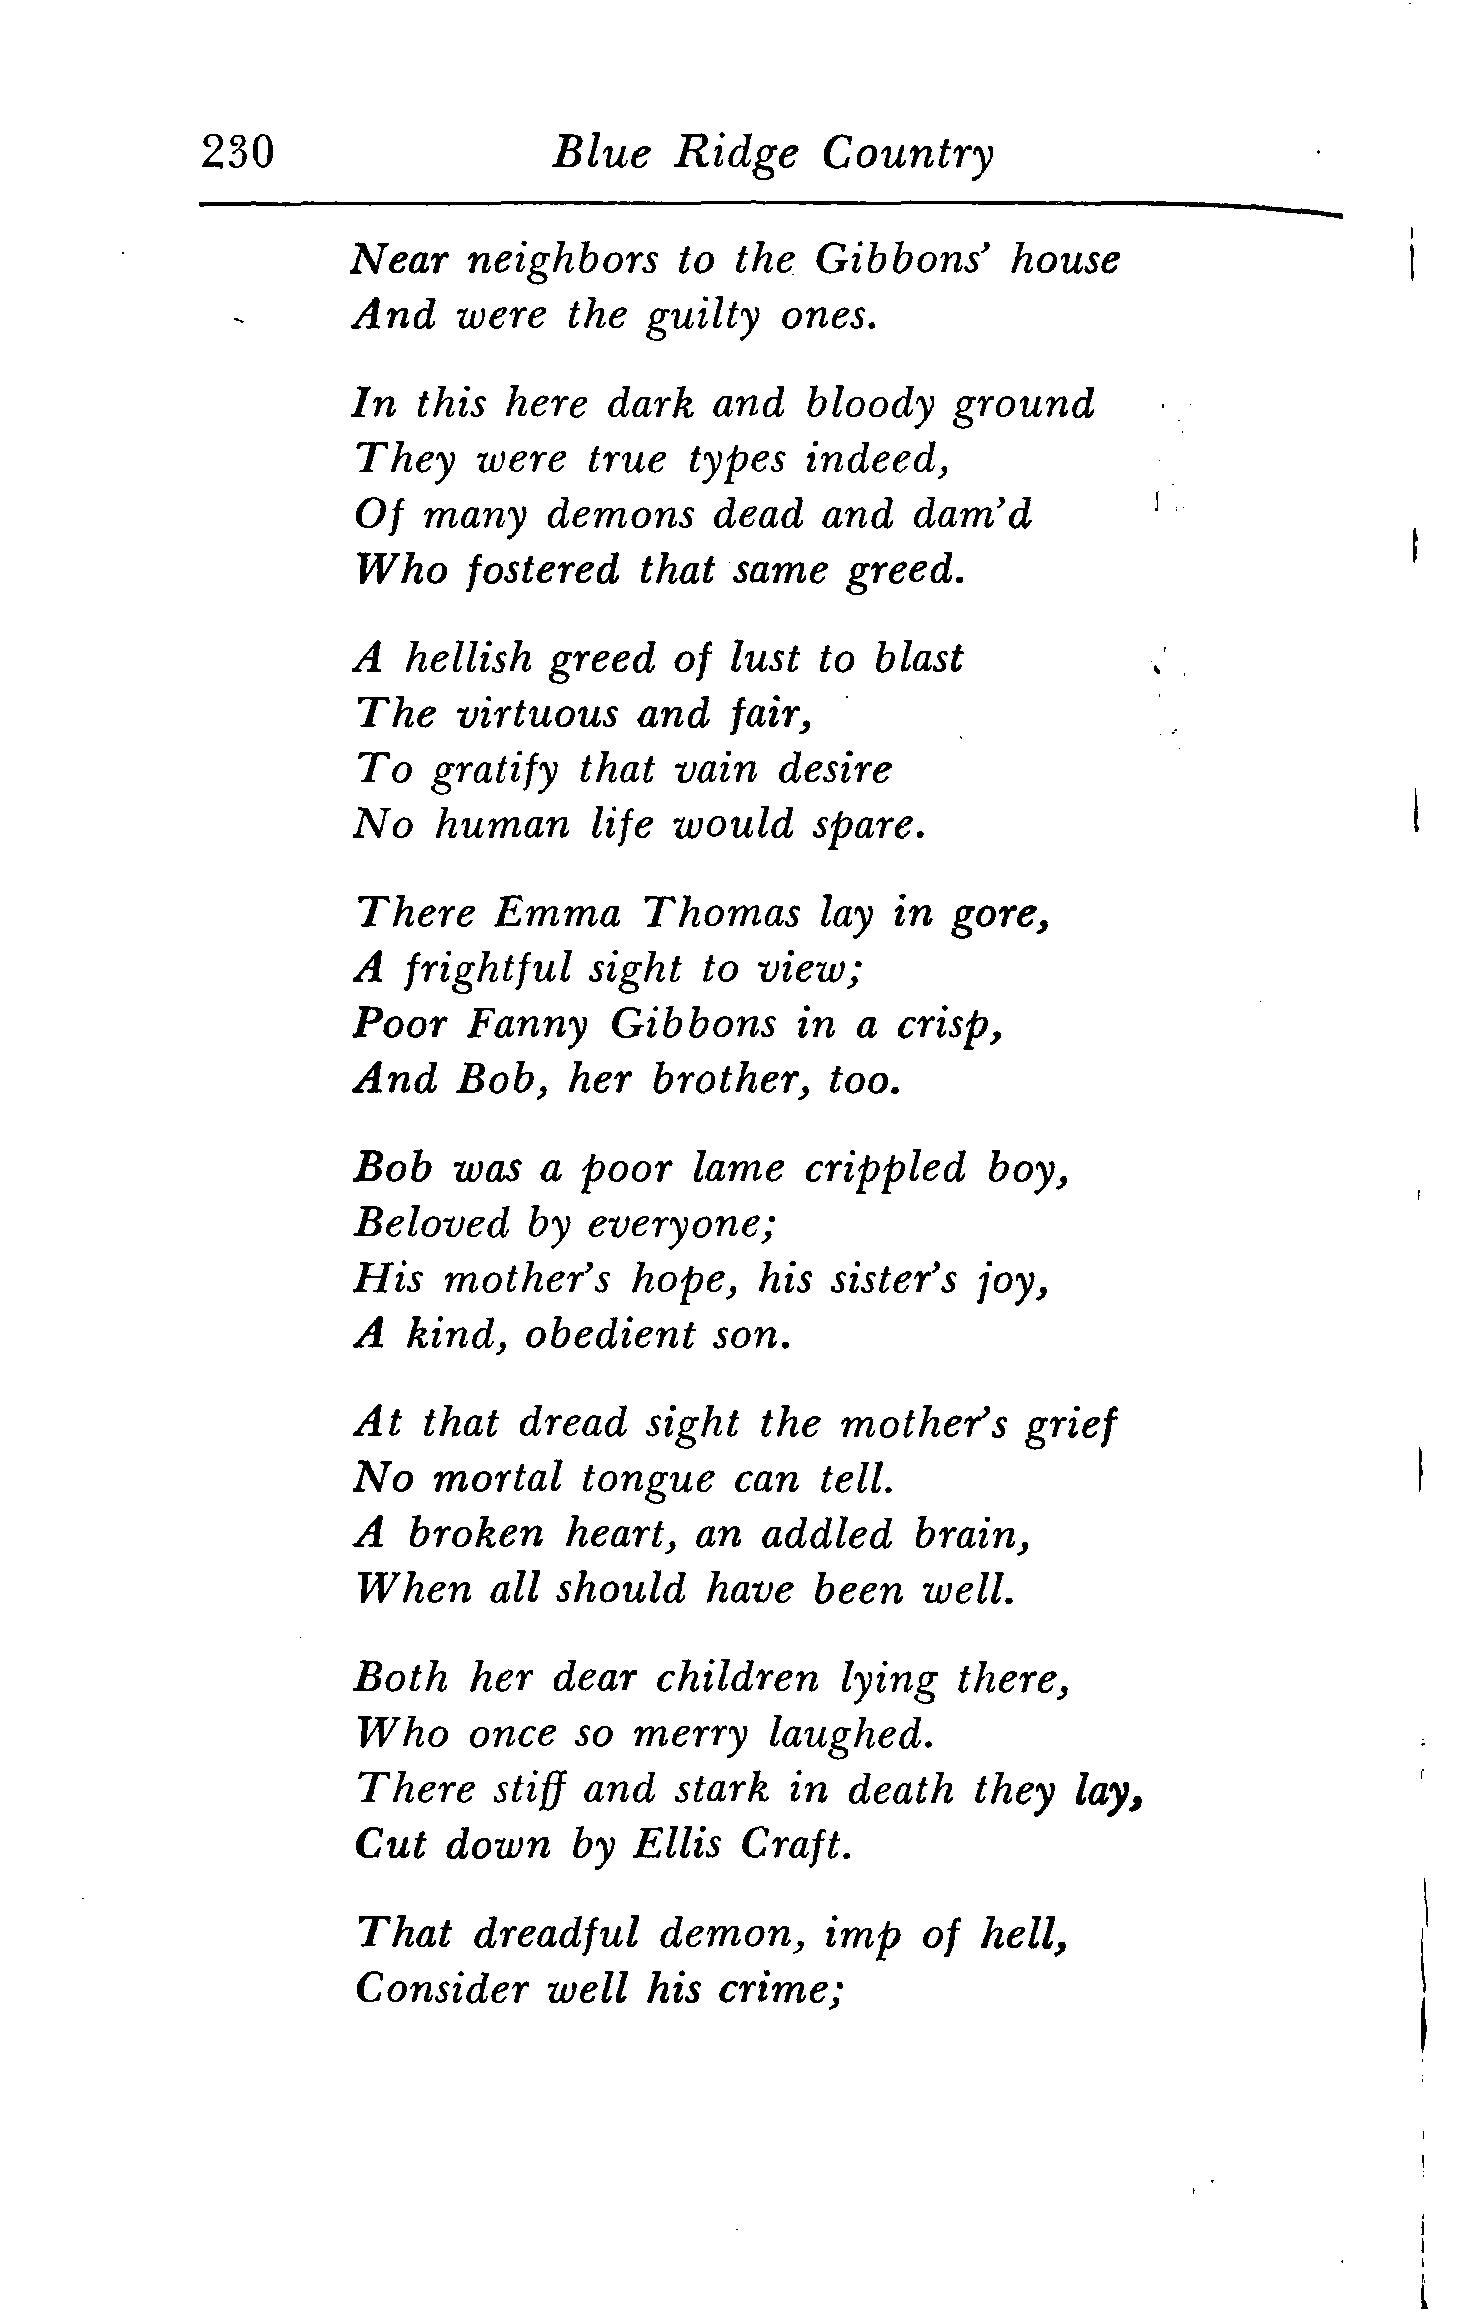 230 Blue Ridge Country
Near neighbors to the Gibbons' house
And were the guilty ones.
In this here dark and bloody ground
They were true types indeed,
Of many demons dead and dam'd
Who fostered that same greed.
A hellish greed of lust to blast
The virtuous and fair,
To gratify that vain desire
No human life would spare.
There Emma Thomas lay in gore,
A frightful sight to view;
Poor Fanny Gibbons in a crisp,
And Bob, her brother, too.
Bob was a poor lame crippled boy,
Beloved by everyone;
His mother's hope, his sister's joy,
A kind, obedient son.
At that dread sight the mother's grief
No mortal tongue can tell.
A broken heart, an addled brain,
When all should have been well.
Both her dear children lying there,
Who once so merry laughed.
There stiff and stark in death they lay,
Cut down by Ellis Craft.
That dreadful demon, imp of hell,
Consider well his crime;